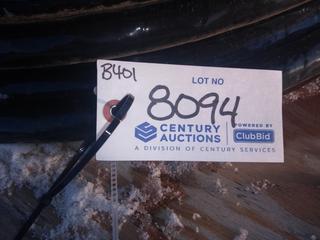 B401
LOT NO
8094
CENTURY AUCTIONS
POWERED BY
ClubBid
A DIVISION OF CENTURY SERVICES